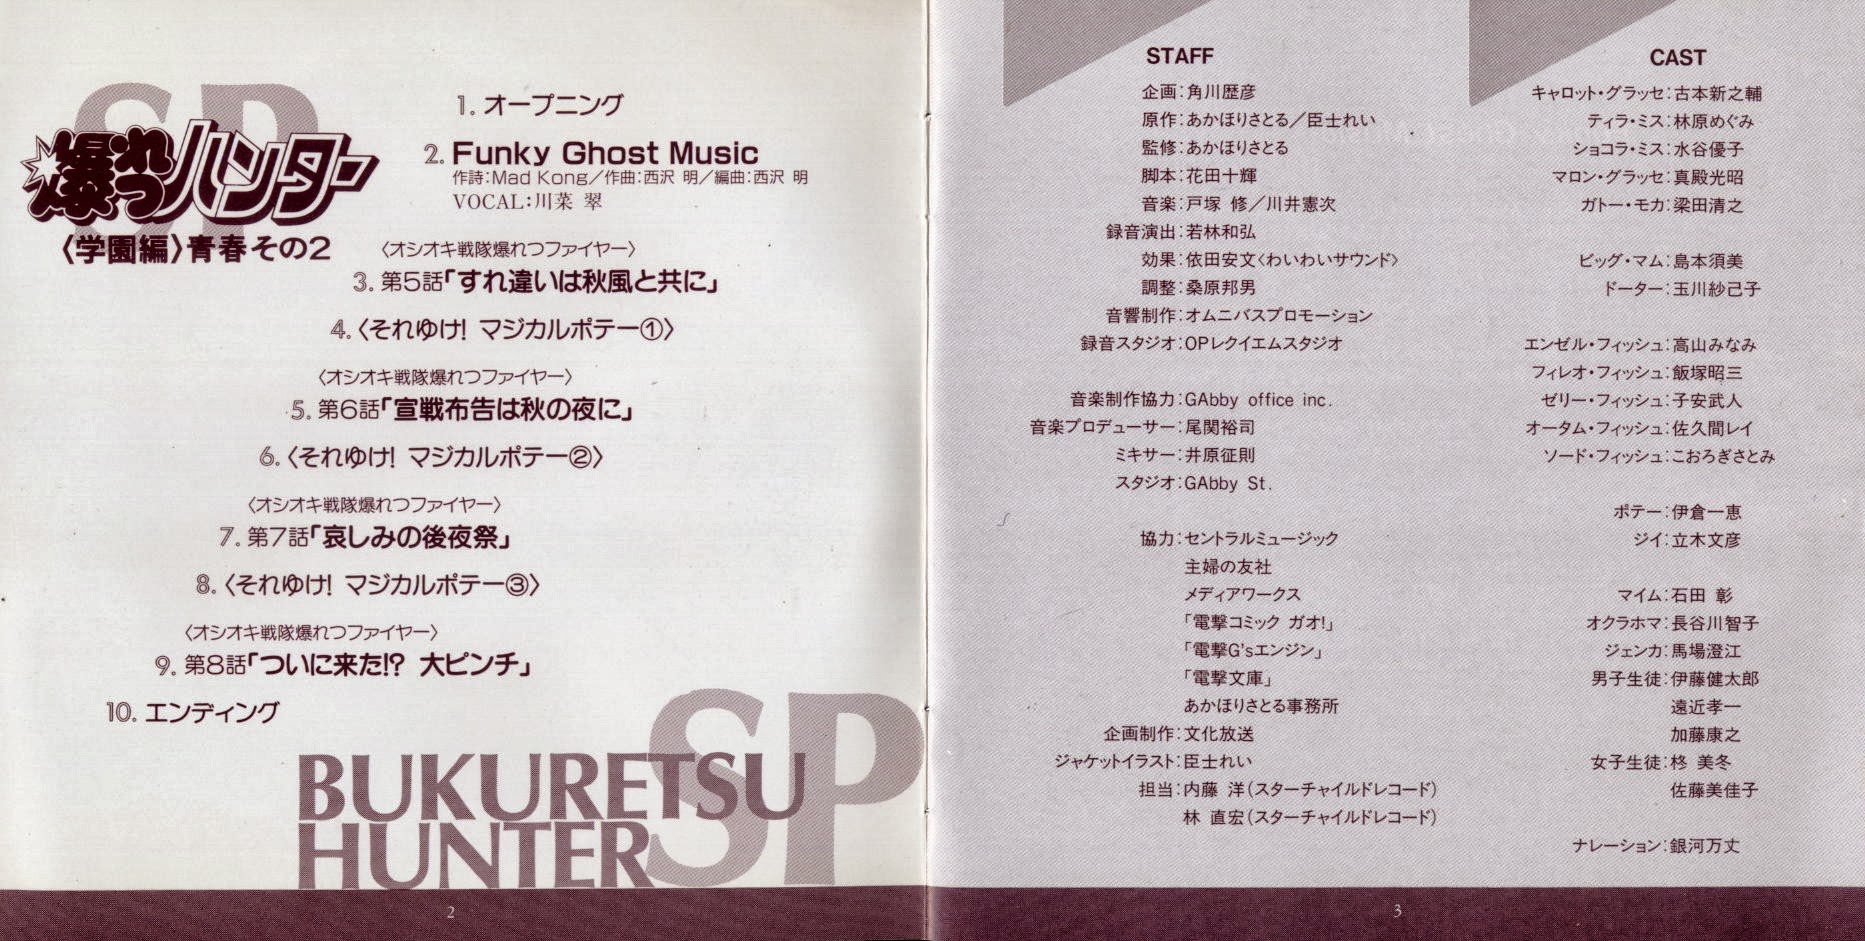 SP
爆れつハンター
〈学園編〉青春その2
1. オープニング
2. Funky Ghost Music
作詩:Mad Kong／作曲:西沢 明／編曲:西沢 明
VOCAL:川菜 翠
〈オシオキ戦隊爆れつファイヤー〉
3. 第5話「すれ違いは秋風と共に」
4. 〈それゆけ! マジカルポテー①〉
〈オシオキ戦隊爆れつファイヤー〉
5. 第6話「宣戦布告は秋の夜に」
6. 〈それゆけ! マジカルポテー②〉
〈オシオキ戦隊爆れつファイヤー〉
7. 第7話「哀しみの後夜祭」
8. 〈それゆけ! マジカルポテー③〉
〈オシオキ戦隊爆れつファイヤー〉
9. 第8話「ついに来た!? 大ピンチ」
10. エンディング
SP
BUKURETSU
HUNTER
2
STAFF
企画:角川歴彦
原作:あかほりさとる／臣士れい
監修:あかほりさとる
脚本:花田十輝
音楽:戸塚 修／川井憲次
録音演出:若林和弘
効果:依田安文〈わいわいサウンド〉
調整:桑原邦男
音響制作:オムニバスプロモーション
録音スタジオ:OPレクイエムスタジオ
音楽制作協力:GAbby office inc.
音楽プロデューサー:尾関裕司
ミキサー:井原征則
スタジオ:GAbby St.
協力:セントラルミュージック
主婦の友社
メディアワークス
「電撃コミック ガオ!」
「電撃G'sエンジン」
「電撃文庫」
あかほりさとる事務所
企画制作:文化放送
ジャケットイラスト:臣士れい
担当:内藤 洋(スターチャイルドレコード)
林 直宏(スターチャイルドレコード)
CAST
キャロット・グラッセ:古本新之輔
ティラ・ミス:林原めぐみ
ショコラ・ミス:水谷優子
マロン・グラッセ:真殿光昭
ガトー・モカ:梁田清之
ビッグ・マム:島本須美
ドーター:玉川紗己子
エンゼル・フィッシュ:高山みなみ
フィレオ・フィッシュ:飯塚昭三
ゼリー・フィッシュ:子安武人
オータム・フィッシュ:佐久間レイ
ソード・フィッシュ:こおろぎさとみ
ポテー:伊倉一恵
ジイ:立木文彦
マイム:石田 彰
オクラホマ:長谷川智子
ジェンカ:馬場澄江
男子生徒:伊藤健太郎
遠近孝一
加藤康之
女子生徒:柊 美冬
佐藤美佳子
ナレーション:銀河万丈
3